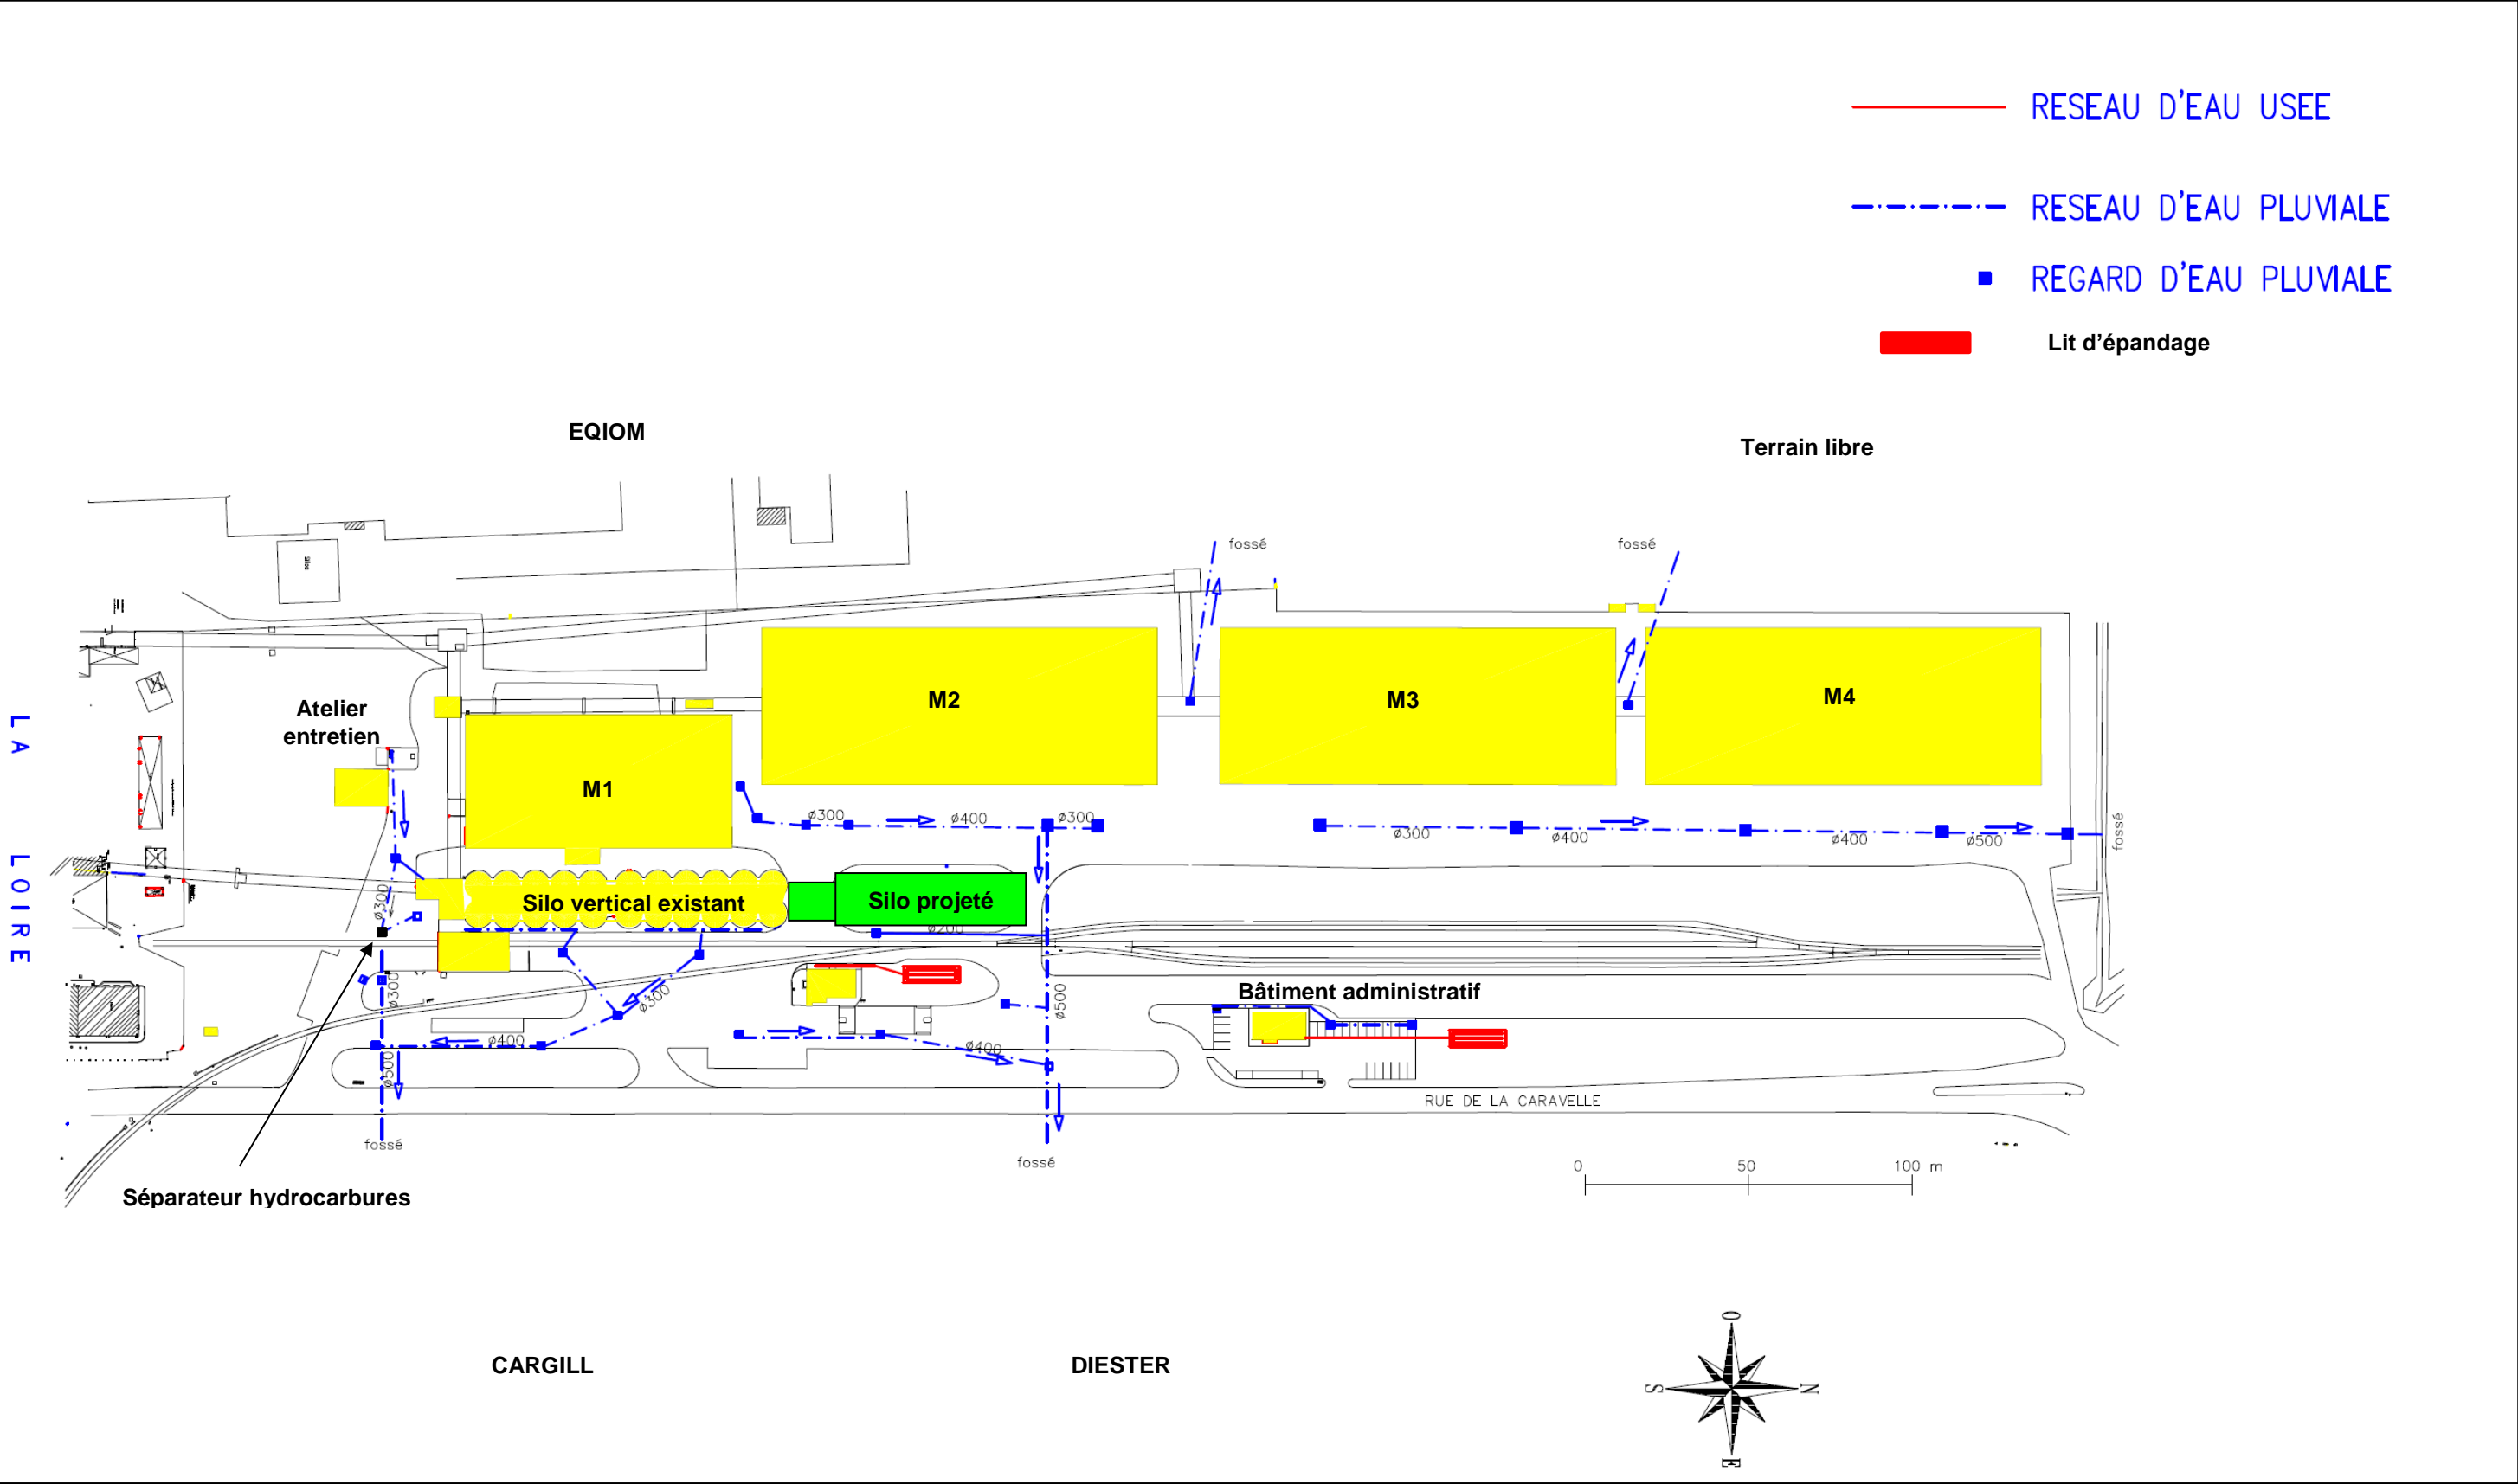 RESEAU D'EAU USEE
RESEAU D'EAU PLUVIALE
REGARD D'EAU PLUVIALE
Lit d'épandage
EQIOM
Terrain libre
fossé
fossé
Silos
M2
M3
M4
Atelier
entretien
M1
LA LOIRE
ø300
ø400
ø300
ø300
ø400
ø400
ø500
fossé
Silo vertical existant
Silo projeté
ø300
ø200
ø300
ø300
ø500
Bâtiment administratif
ø400
ø400
ø500
RUE DE LA CARAVELLE
fossé
fossé
Séparateur hydrocarbures
0 50 100 m
CARGILL
DIESTER
O
S
N
E